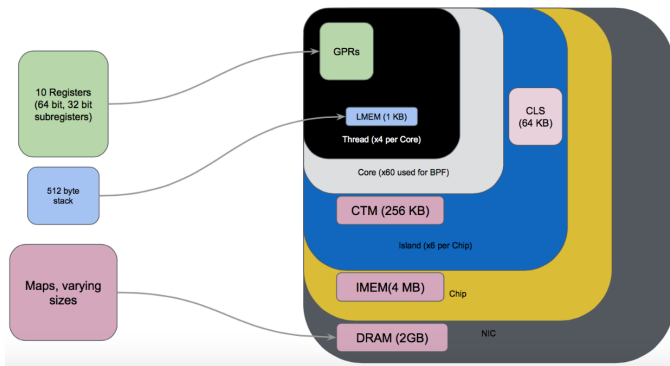 10 Registers
(64 bit, 32 bit
subregisters)
512 byte
stack
Maps, varying
sizes
GPRs
LMEM (1 KB)
Thread (x4 per Core)
Core (x60 used for BPF)
CLS
(64 KB)
CTM (256 KB)
Island (x6 per Chip)
IMEM(4 MB)
Chip
DRAM (2GB)
NIC